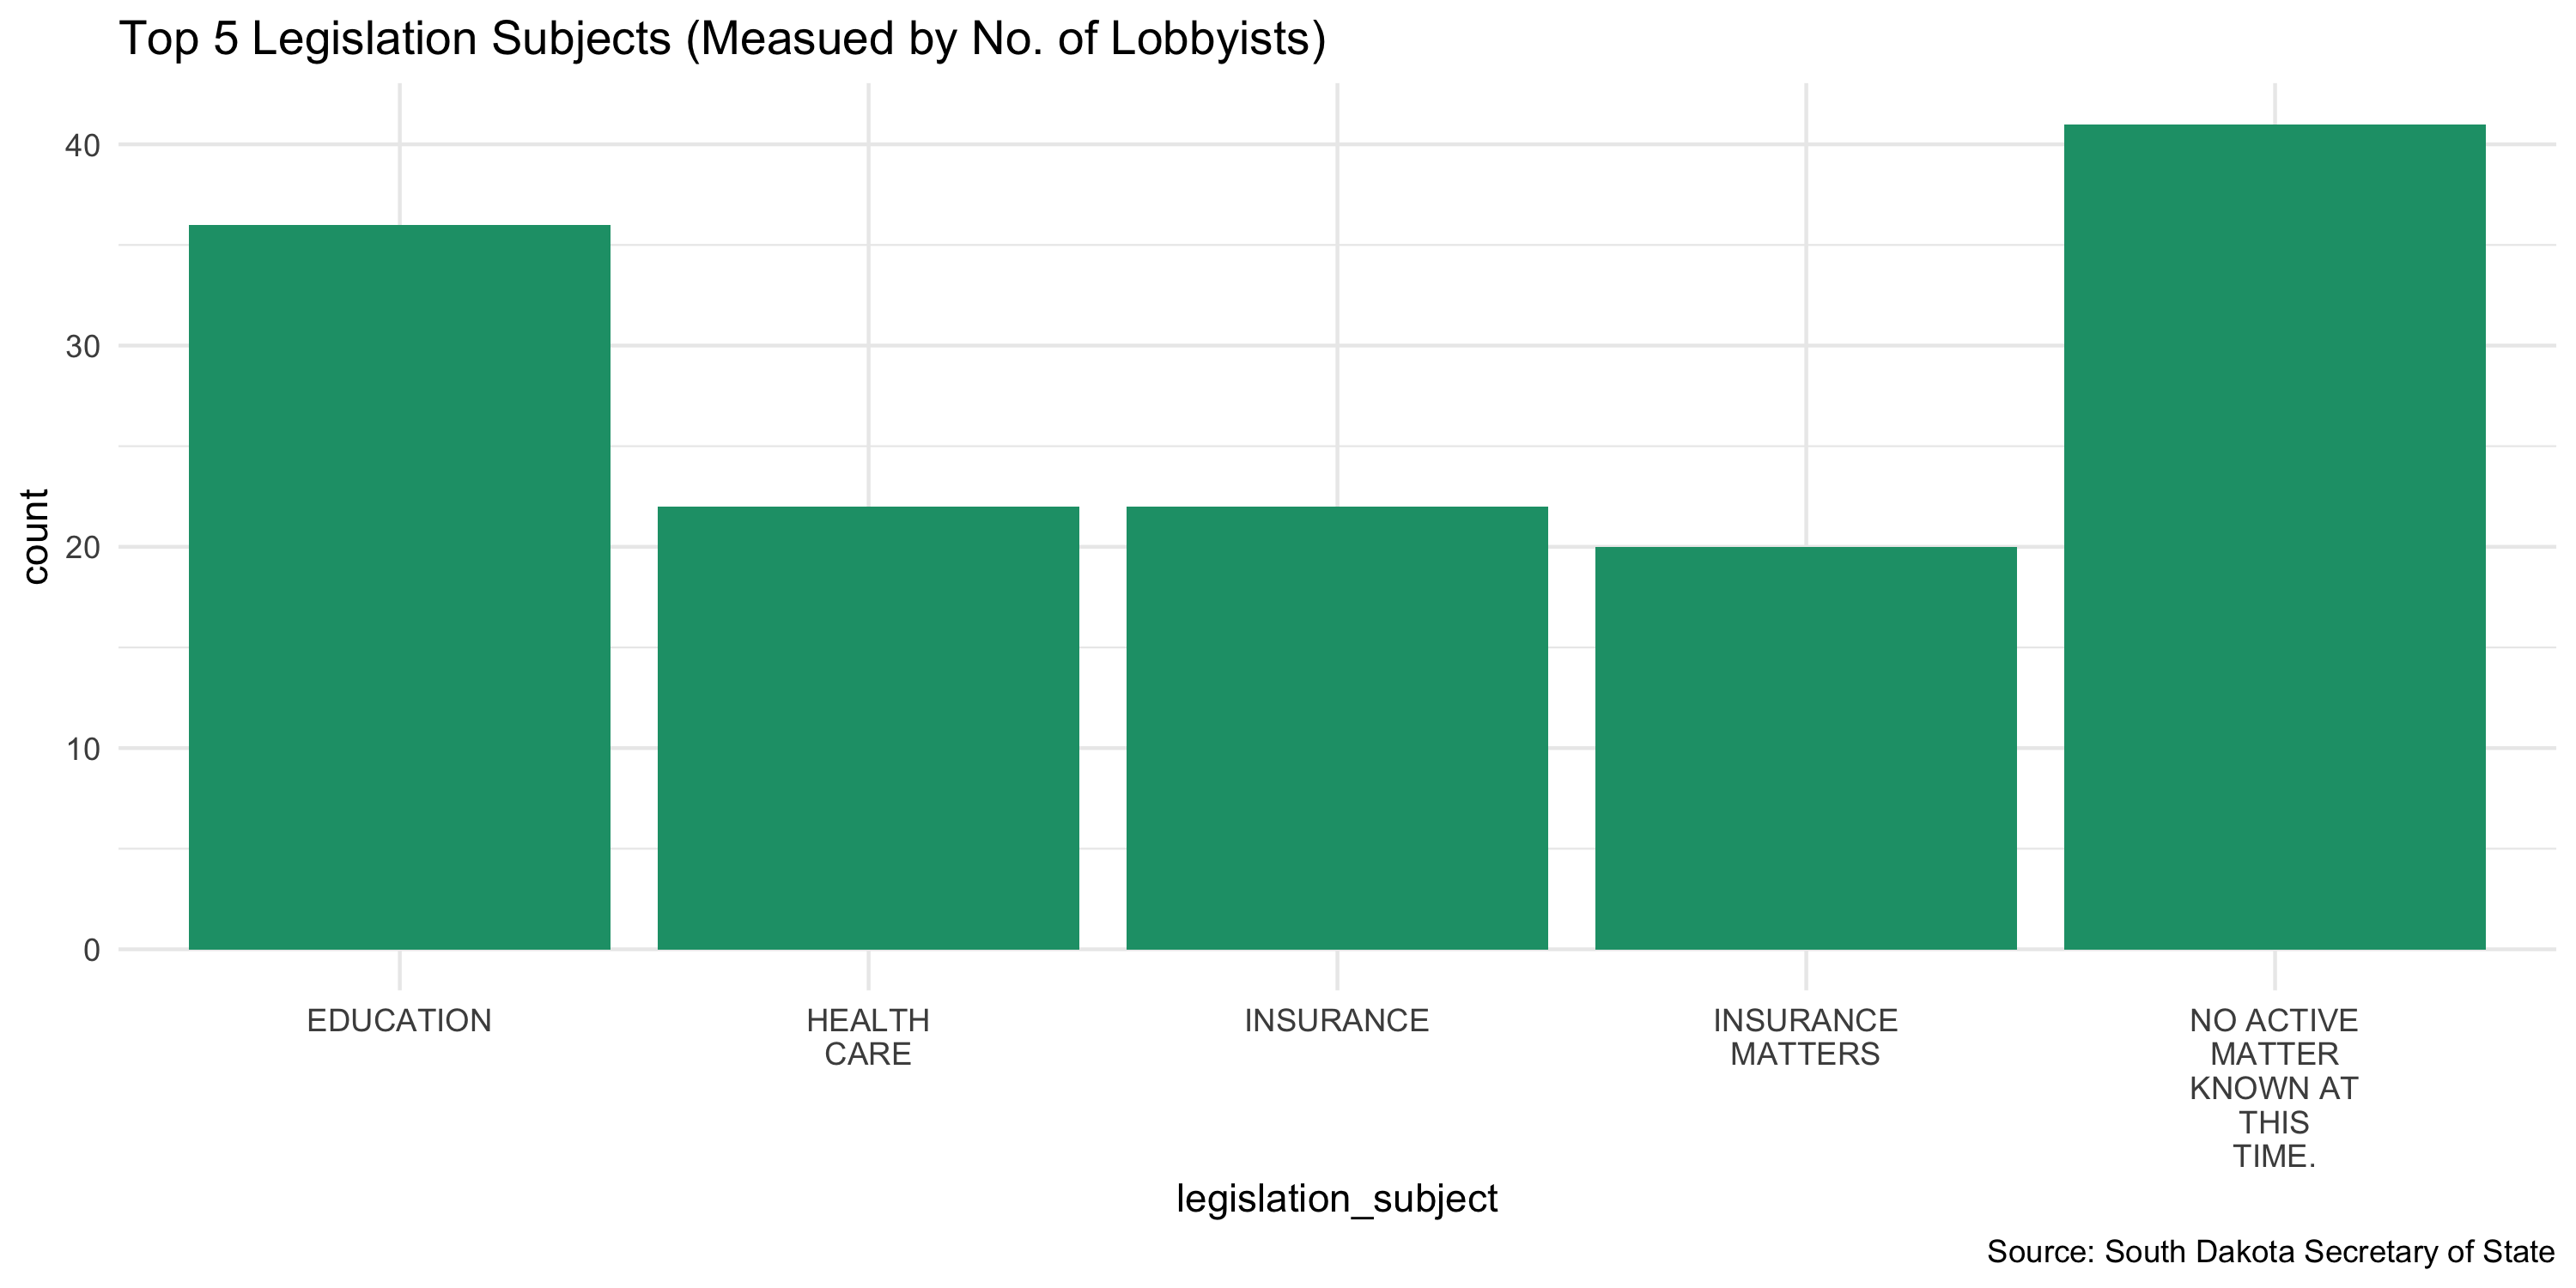 Top 5 Legislation Subjects (Measued by No. of Lobbyists)
count
40
30
20
10
0
EDUCATION
HEALTH
CARE
INSURANCE
INSURANCE
MATTERS
NO ACTIVE
MATTER
KNOWN AT
THIS
TIME.
legislation_subject
Source: South Dakota Secretary of State